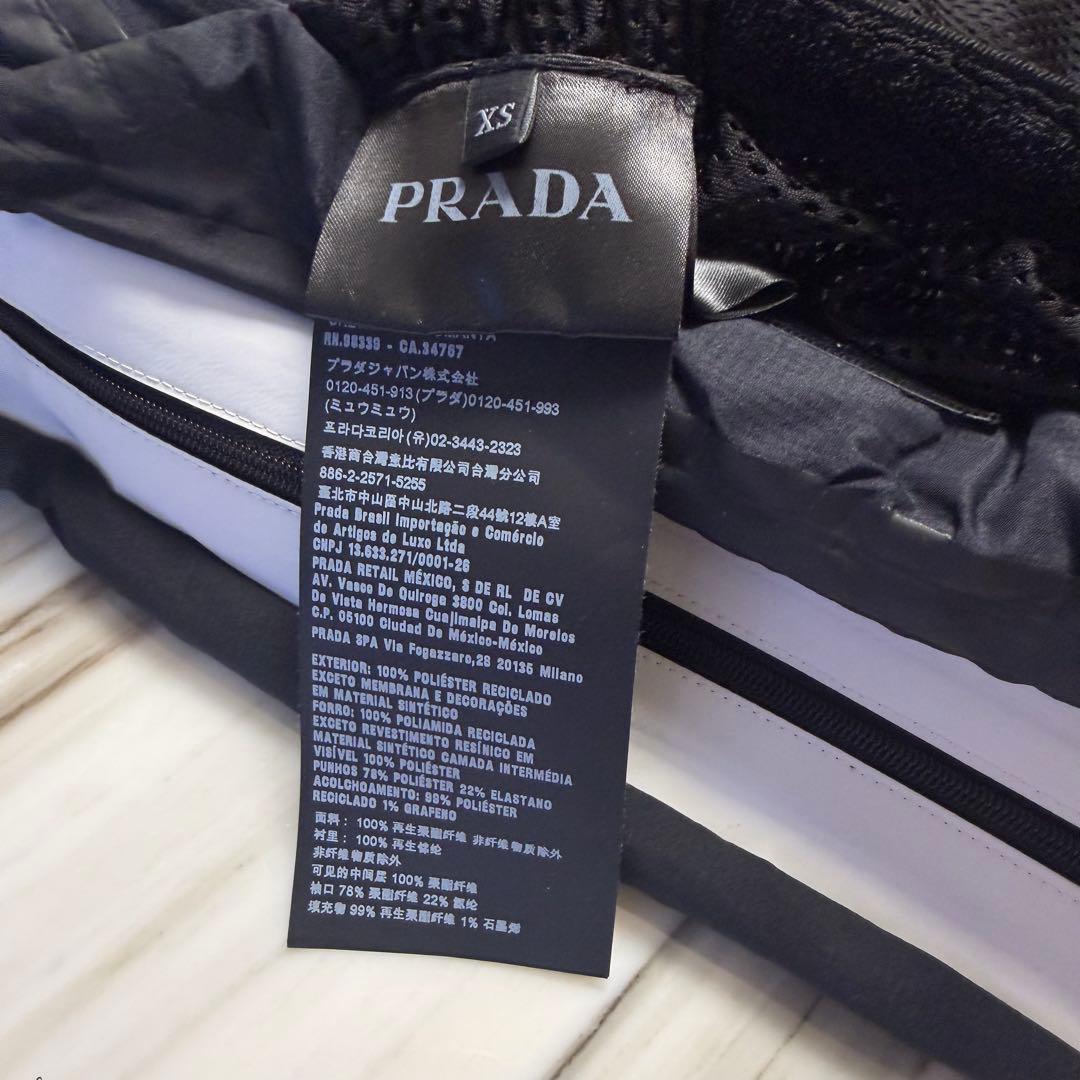 XS
PRADA
RN.98339 - CA.34767
プラダジャパン株式会社
0120-451-913(プラダ)0120-451-993
(ミュウミュウ)
프라다코리아(유)02-3443-2323
香港商台灣壹比有限公司台灣分公司
886-2-2571-5255
臺北市中山區中山北路二段44號12樓A室
Prada Brasil Importação e Comércio
de Artigos de Luxo Ltda
CNPJ 13.633.271/0001-26
PRADA RETAIL MÉXICO, S DE RL DE CV
AV. Vasco De Quiroga 3800 Col. Lomas
De Vista Hermosa Cuajimalpa De Morelos
C.P. 05100 Ciudad De México-México
PRADA SPA Via Fogazzaro,28 20135 Milano
EXTERIOR: 100% POLIÉSTER RECICLADO
EXCETO MEMBRANA E DECORAÇÕES
EM MATERIAL SINTÉTICO
FORRO: 100% POLIAMIDA RECICLADA
EXCETO REVESTIMENTO RESÍNICO EM
MATERIAL SINTÉTICO CAMADA INTERMÉDIA
VISÍVEL 100% POLIÉSTER
PUNHOS 78% POLIÉSTER 22% ELASTANO
ACOLCHOAMENTO: 99% POLIÉSTER
RECICLADO 1% GRAFENO
面料： 100% 再生聚酯纤维 非纤维物质除外
衬里： 100% 再生锦纶
非纤维物质除外
可见的中间层 100% 聚酯纤维
袖口 78% 聚酯纤维 22% 氨纶
填充物 99% 再生聚酯纤维 1% 石墨烯